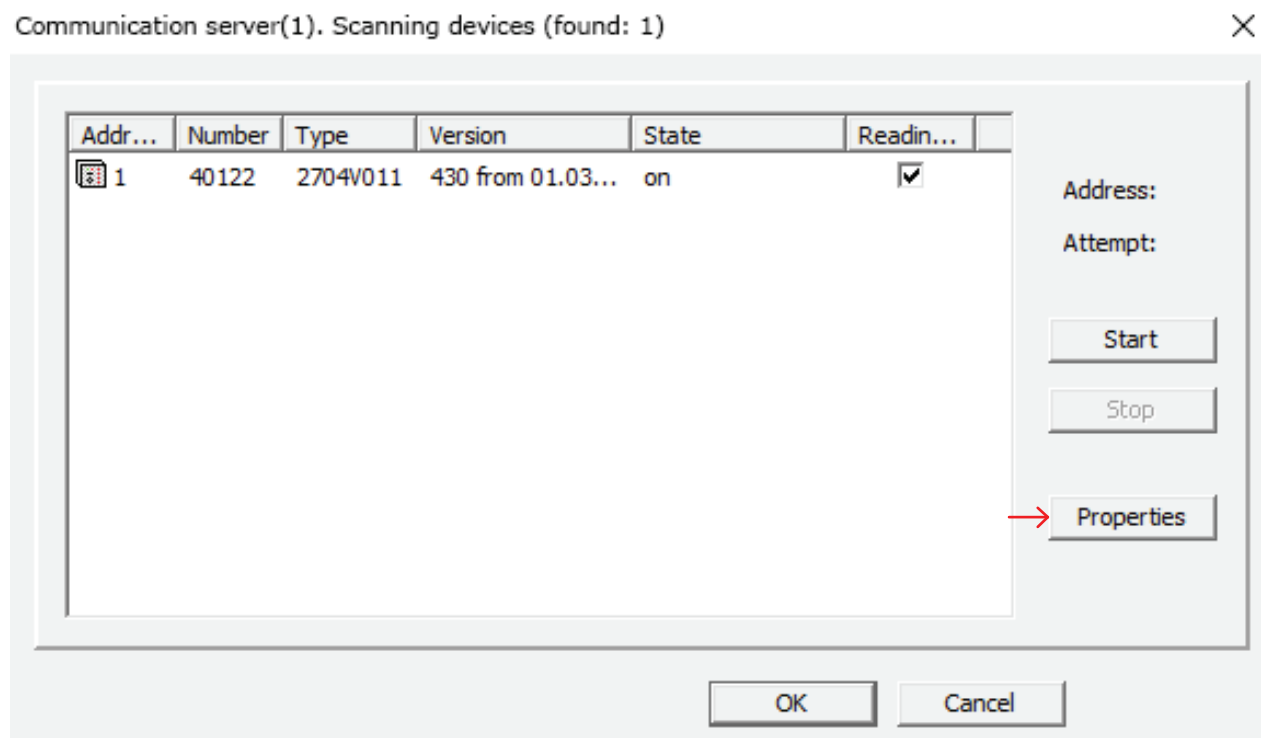 Communication server(1). Scanning devices (found: 1)
Addr... Number Type Version State Readin...
1 40122 2704V011 430 from 01.03... on
Address:
Attempt:
Start
Stop
Properties
OK Cancel